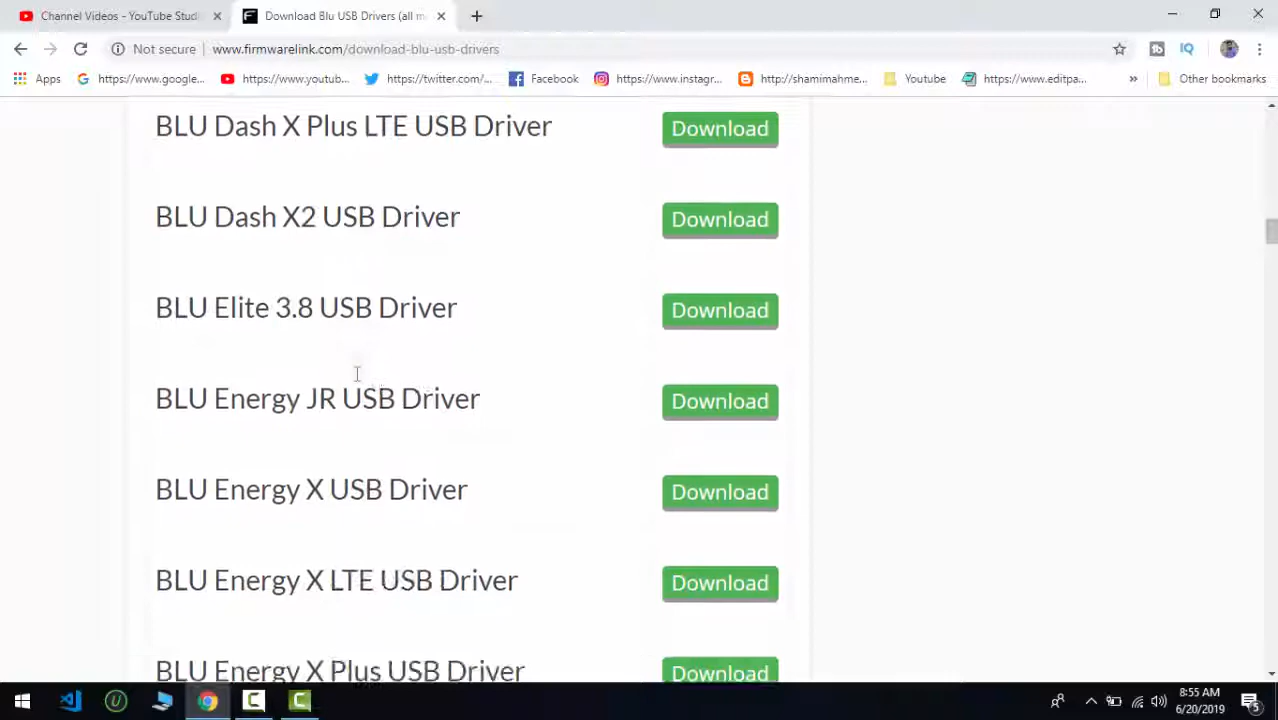 Channel Videos - YouTube Studi
Download Blu USB Drivers (all m
Not secure
www.firmwarelink.com/download-blu-usb-drivers
Apps
https://www.google...
https://www.youtub...
https://twitter.com/...
Facebook
https://www.instagr...
http://shamimahme...
Youtube
https://www.editpa...
Other bookmarks
BLU Dash X Plus LTE USB Driver Download
BLU Dash X2 USB Driver Download
BLU Elite 3.8 USB Driver Download
BLU Energy JR USB Driver Download
BLU Energy X USB Driver Download
BLU Energy X LTE USB Driver Download
BLU Energy X Plus USB Driver Download
8:55 AM
6/20/2019
5